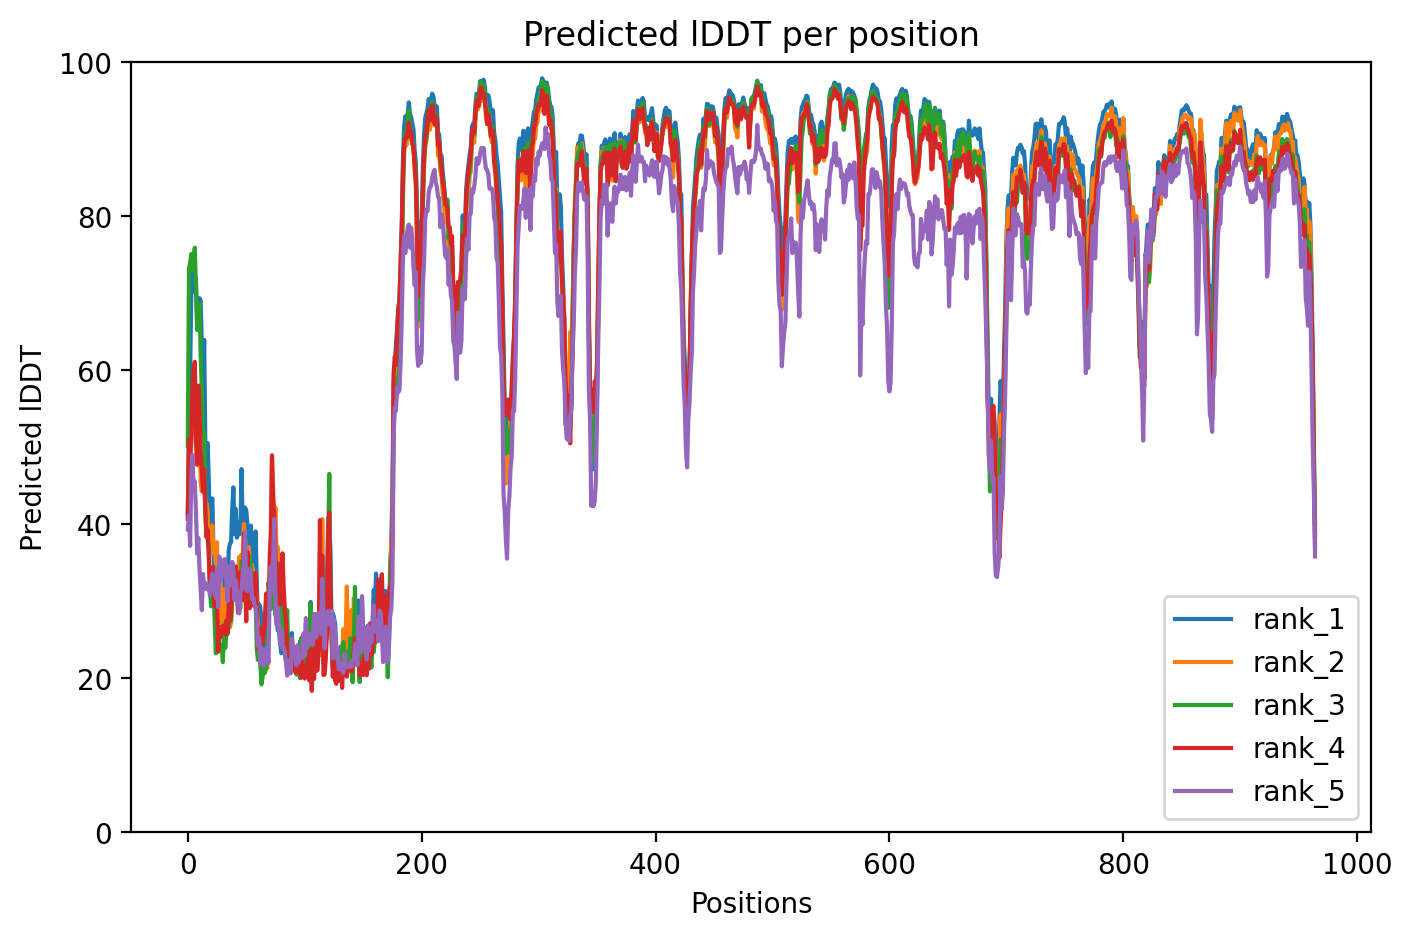 Predicted lDDT per position
100
80
60
40
20
0
Predicted lDDT
0 200 400 600 800 1000
Positions
rank_1
rank_2
rank_3
rank_4
rank_5